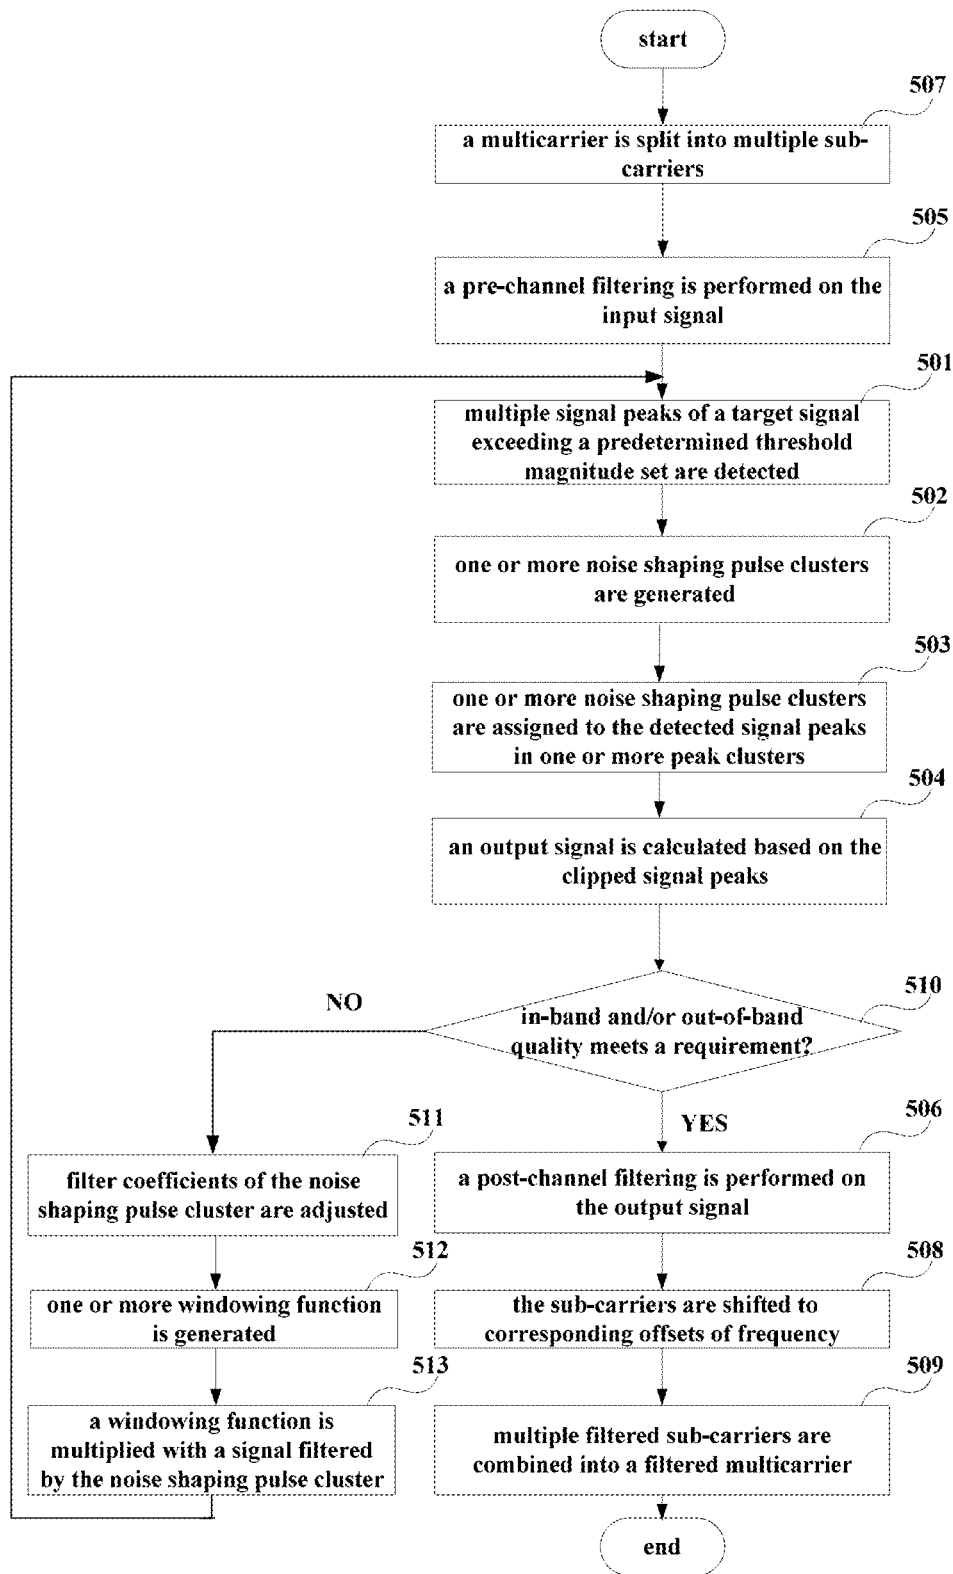 start
507
a multicarrier is split into multiple sub-
carriers
505
a pre-channel filtering is performed on the
input signal
501
multiple signal peaks of a target signal
exceeding a predetermined threshold
magnitude set are detected
502
one or more noise shaping pulse clusters
are generated
503
one or more noise shaping pulse clusters
are assigned to the detected signal peaks
in one or more peak clusters
504
an output signal is calculated based on the
clipped signal peaks
510
in-band and/or out-of-band
quality meets a requirement?
NO
YES
511
filter coefficients of the noise
shaping pulse cluster are adjusted
512
one or more windowing function
is generated
513
a windowing function is
multiplied with a signal filtered
by the noise shaping pulse cluster
506
a post-channel filtering is performed on
the output signal
508
the sub-carriers are shifted to
corresponding offsets of frequency
509
multiple filtered sub-carriers are
combined into a filtered multicarrier
end